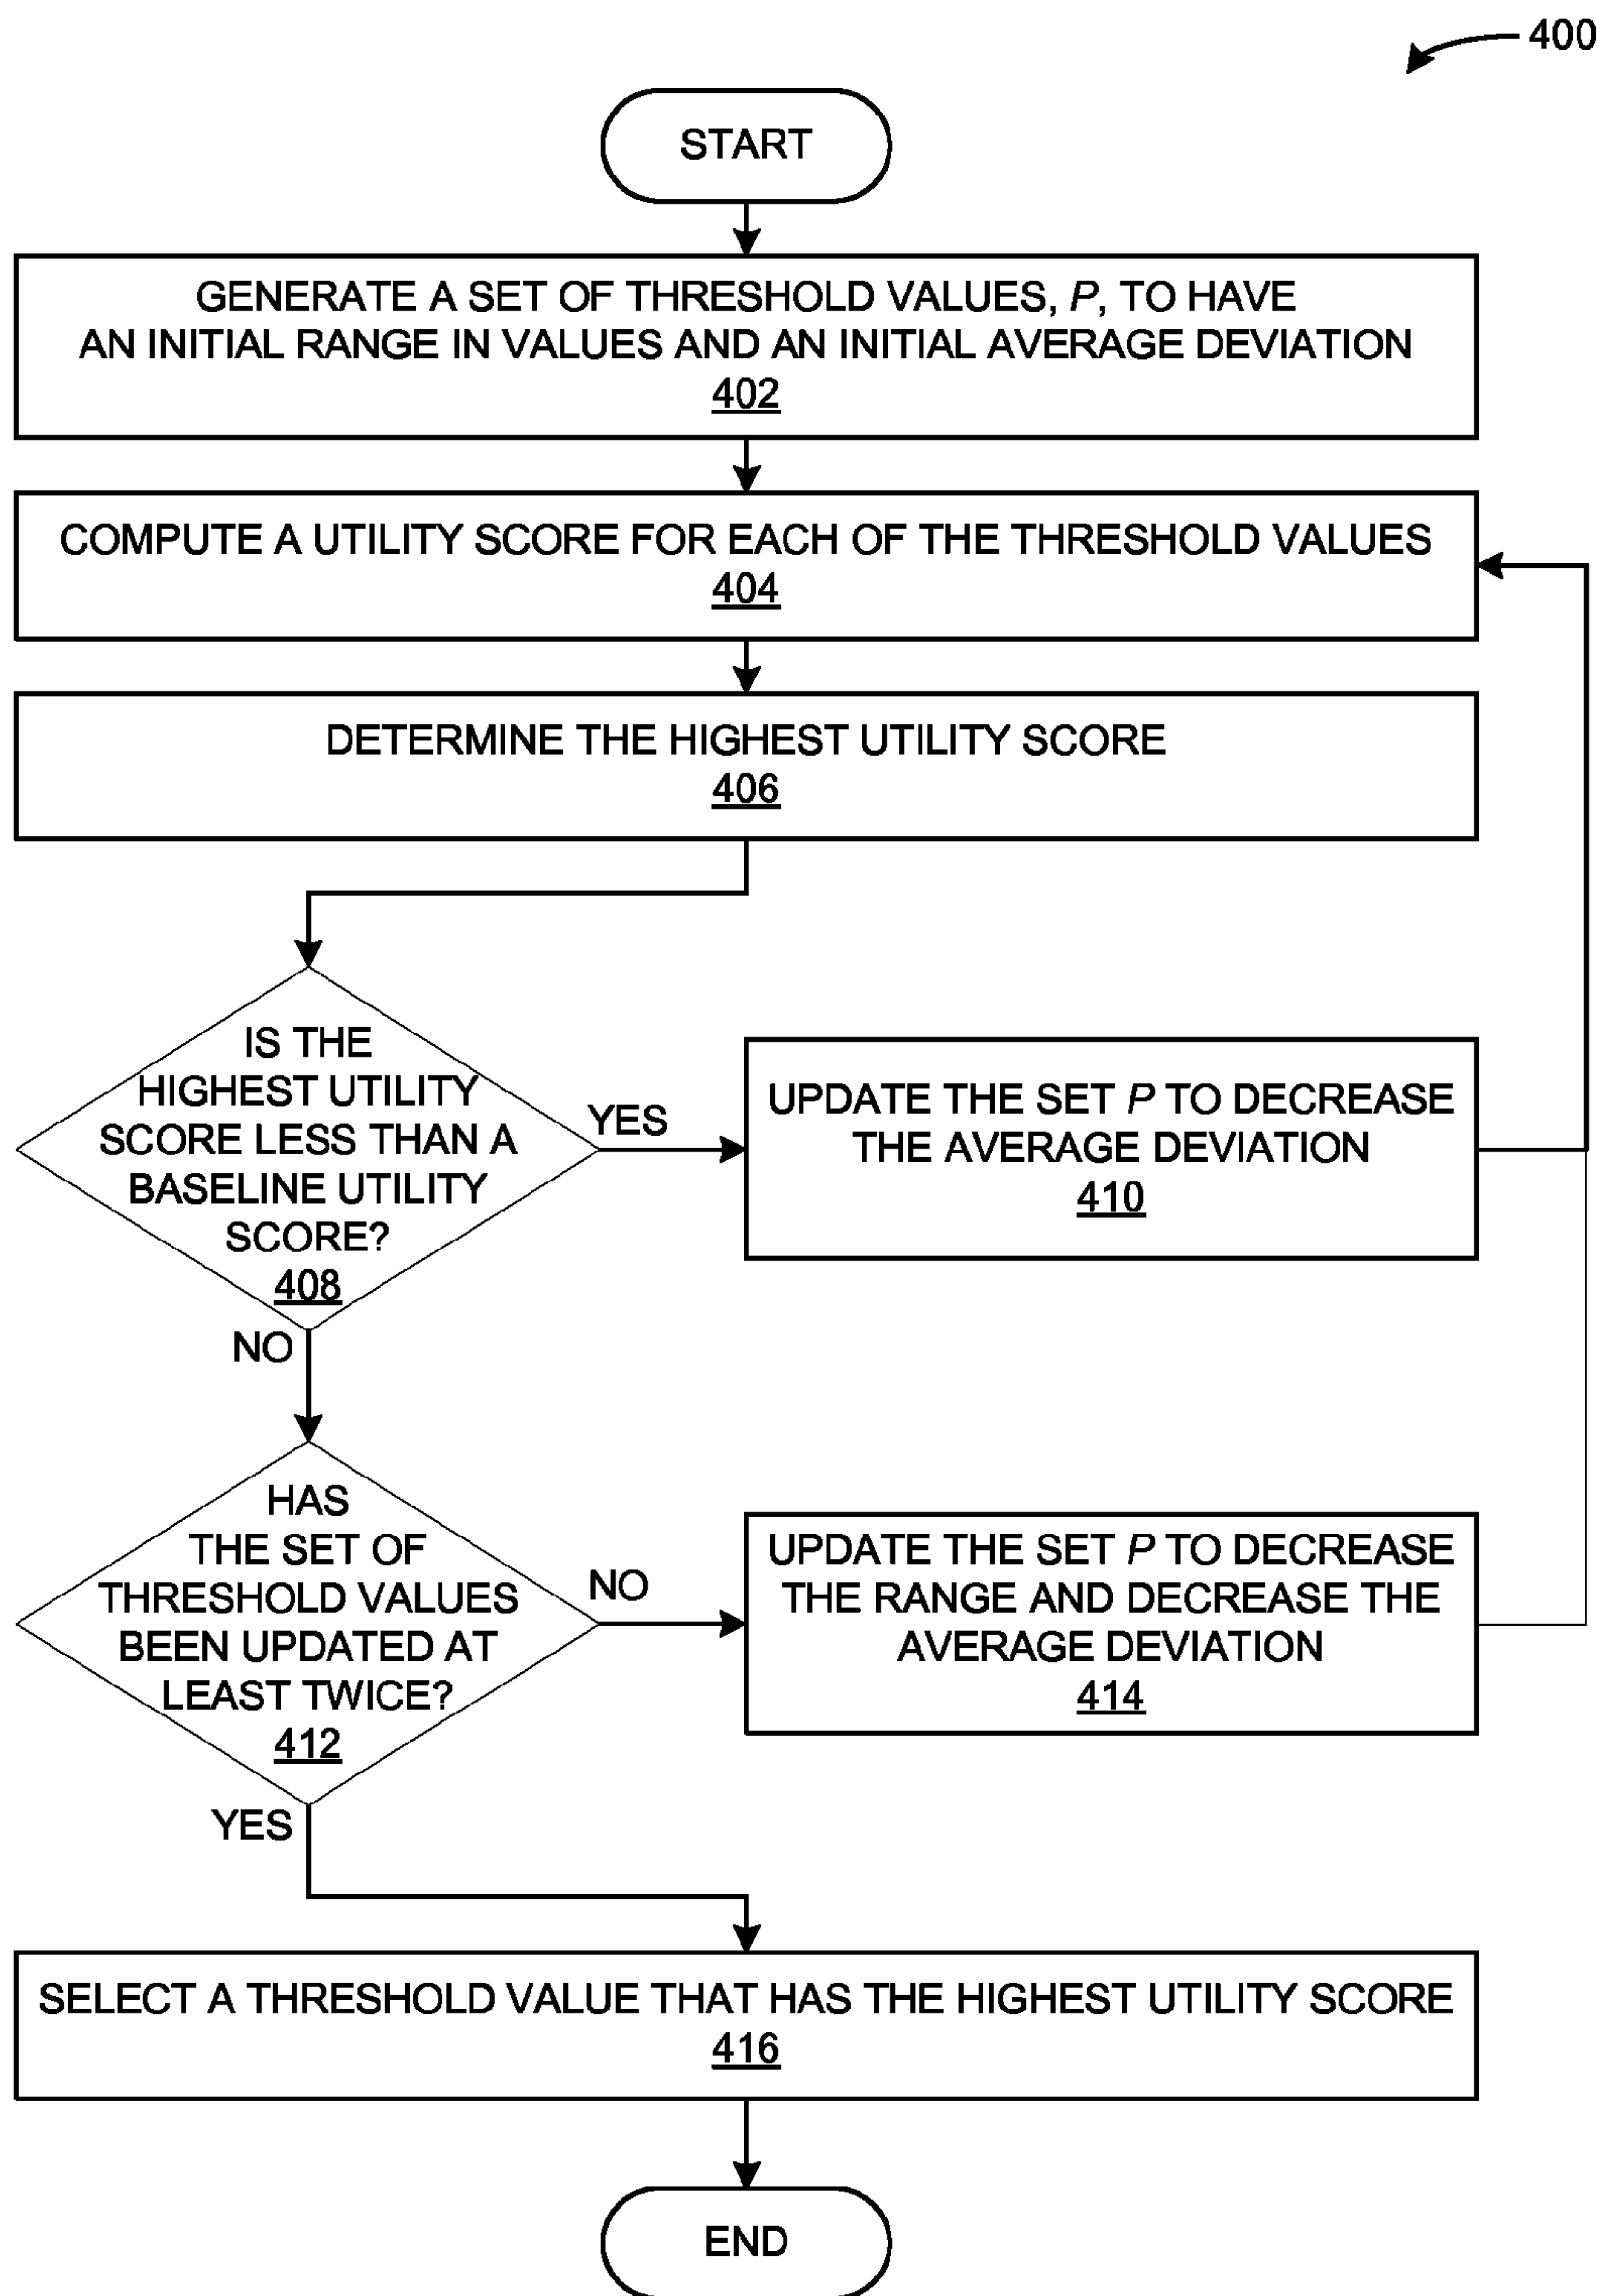 400
START
GENERATE A SET OF THRESHOLD VALUES, P, TO HAVE
AN INITIAL RANGE IN VALUES AND AN INITIAL AVERAGE DEVIATION
402
COMPUTE A UTILITY SCORE FOR EACH OF THE THRESHOLD VALUES
404
DETERMINE THE HIGHEST UTILITY SCORE
406
IS THE
HIGHEST UTILITY
SCORE LESS THAN A
BASELINE UTILITY
SCORE?
408
YES
UPDATE THE SET P TO DECREASE
THE AVERAGE DEVIATION
410
NO
HAS
THE SET OF
THRESHOLD VALUES
BEEN UPDATED AT
LEAST TWICE?
412
NO
UPDATE THE SET P TO DECREASE
THE RANGE AND DECREASE THE
AVERAGE DEVIATION
414
YES
SELECT A THRESHOLD VALUE THAT HAS THE HIGHEST UTILITY SCORE
416
END